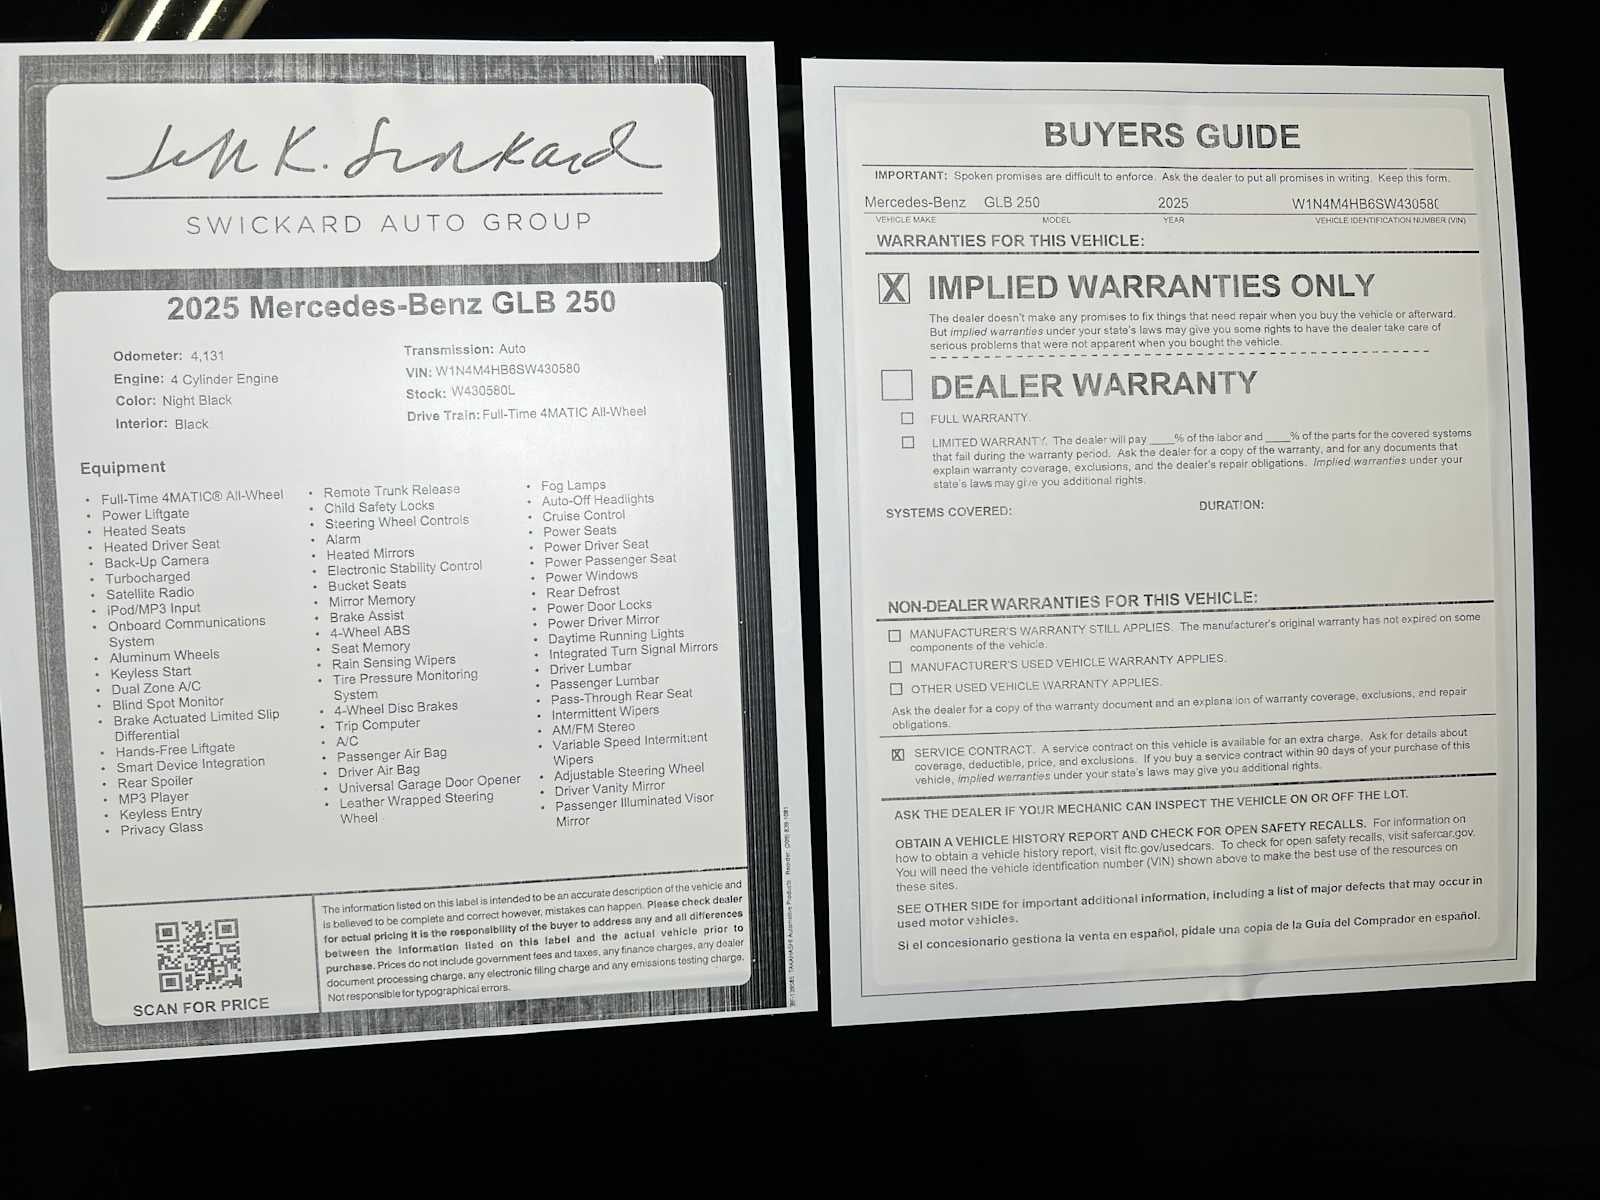 Jeff K. Swickard
SWICKARD AUTO GROUP
2025 Mercedes-Benz GLB 250
Odometer: 4,131
Engine: 4 Cylinder Engine
Color: Night Black
Interior: Black
Transmission: Auto
VIN: W1N4M4HB6SW430580
Stock: W430580L
Drive Train: Full-Time 4MATIC All-Wheel
Equipment
• Full-Time 4MATIC® All-Wheel
• Power Liftgate
• Heated Seats
• Heated Driver Seat
• Back-Up Camera
• Turbocharged
• Satellite Radio
• iPod/MP3 Input
• Onboard Communications
System
• Aluminum Wheels
• Keyless Start
• Dual Zone A/C
• Blind Spot Monitor
• Brake Actuated Limited Slip
Differential
• Hands-Free Liftgate
• Smart Device Integration
• Rear Spoiler
• MP3 Player
• Keyless Entry
• Privacy Glass
• Remote Trunk Release
• Child Safety Locks
• Steering Wheel Controls
• Alarm
• Heated Mirrors
• Electronic Stability Control
• Bucket Seats
• Mirror Memory
• Brake Assist
• 4-Wheel ABS
• Seat Memory
• Rain Sensing Wipers
• Tire Pressure Monitoring
System
• 4-Wheel Disc Brakes
• Trip Computer
• A/C
• Passenger Air Bag
• Driver Air Bag
• Universal Garage Door Opener
• Leather Wrapped Steering
Wheel
• Fog Lamps
• Auto-Off Headlights
• Cruise Control
• Power Seats
• Power Driver Seat
• Power Passenger Seat
• Power Windows
• Rear Defrost
• Power Door Locks
• Power Driver Mirror
• Daytime Running Lights
• Integrated Turn Signal Mirrors
• Driver Lumbar
• Passenger Lumbar
• Pass-Through Rear Seat
• Intermittent Wipers
• AM/FM Stereo
• Variable Speed Intermittent
Wipers
• Adjustable Steering Wheel
• Driver Vanity Mirror
• Passenger Illuminated Visor
Mirror
SCAN FOR PRICE
The information listed on this label is intended to be an accurate description of the vehicle and
is believed to be complete and correct however, mistakes can happen. Please check dealer
for actual pricing it is the responsibility of the buyer to address any and all differences
between the information listed on this label and the actual vehicle prior to
purchase. Prices do not include government fees and taxes, any finance charges, any dealer
document processing charge, any electronic filing charge and any emissions testing charge.
Not responsible for typographical errors.
TAKAHASHI Automotive Products Reorder:
BUYERS GUIDE
IMPORTANT: Spoken promises are difficult to enforce. Ask the dealer to put all promises in writing. Keep this form.
Mercedes-Benz GLB 250 2025 W1N4M4HB6SW430580
VEHICLE MAKE MODEL YEAR VEHICLE IDENTIFICATION NUMBER (VIN)
WARRANTIES FOR THIS VEHICLE:
X IMPLIED WARRANTIES ONLY
The dealer doesn't make any promises to fix things that need repair when you buy the vehicle or afterward.
But implied warranties under your state's laws may give you some rights to have the dealer take care of
serious problems that were not apparent when you bought the vehicle.
DEALER WARRANTY
FULL WARRANTY.
LIMITED WARRANTY. The dealer will pay ____% of the labor and ____% of the parts for the covered systems
that fail during the warranty period. Ask the dealer for a copy of the warranty, and for any documents that
explain warranty coverage, exclusions, and the dealer's repair obligations. Implied warranties under your
state's laws may give you additional rights.
SYSTEMS COVERED: DURATION:
NON-DEALER WARRANTIES FOR THIS VEHICLE:
MANUFACTURER'S WARRANTY STILL APPLIES. The manufacturer's original warranty has not expired on some
components of the vehicle.
MANUFACTURER'S USED VEHICLE WARRANTY APPLIES.
OTHER USED VEHICLE WARRANTY APPLIES.
Ask the dealer for a copy of the warranty document and an explanation of warranty coverage, exclusions, and repair
obligations.
X SERVICE CONTRACT. A service contract on this vehicle is available for an extra charge. Ask for details about
coverage, deductible, price, and exclusions. If you buy a service contract within 90 days of your purchase of this
vehicle, implied warranties under your state's laws may give you additional rights.
ASK THE DEALER IF YOUR MECHANIC CAN INSPECT THE VEHICLE ON OR OFF THE LOT.
OBTAIN A VEHICLE HISTORY REPORT AND CHECK FOR OPEN SAFETY RECALLS. For information on
how to obtain a vehicle history report, visit ftc.gov/usedcars. To check for open safety recalls, visit safercar.gov.
You will need the vehicle identification number (VIN) shown above to make the best use of the resources on
these sites.
SEE OTHER SIDE for important additional information, including a list of major defects that may occur in
used motor vehicles.
Si el concesionario gestiona la venta en español, pídale una copia de la Guía del Comprador en español.